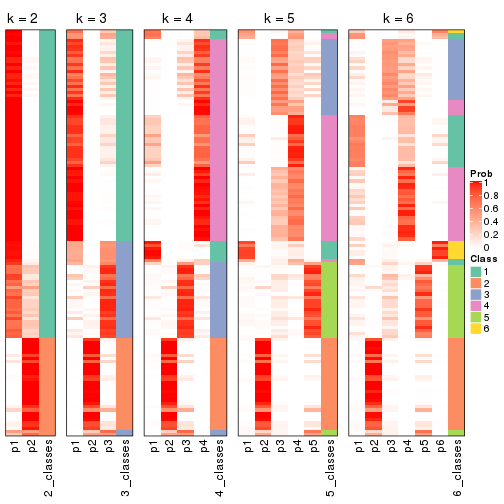 k = 2
k = 3
k = 4
k = 5
k = 6
Prob
1
0.8
0.6
0.4
0.2
0
Class
1
2
3
4
5
6
p1
p2
2_classes
p1
p2
p3
3_classes
p1
p2
p3
p4
4_classes
p1
p2
p3
p4
p5
5_classes
p1
p2
p3
p4
p5
p6
6_classes